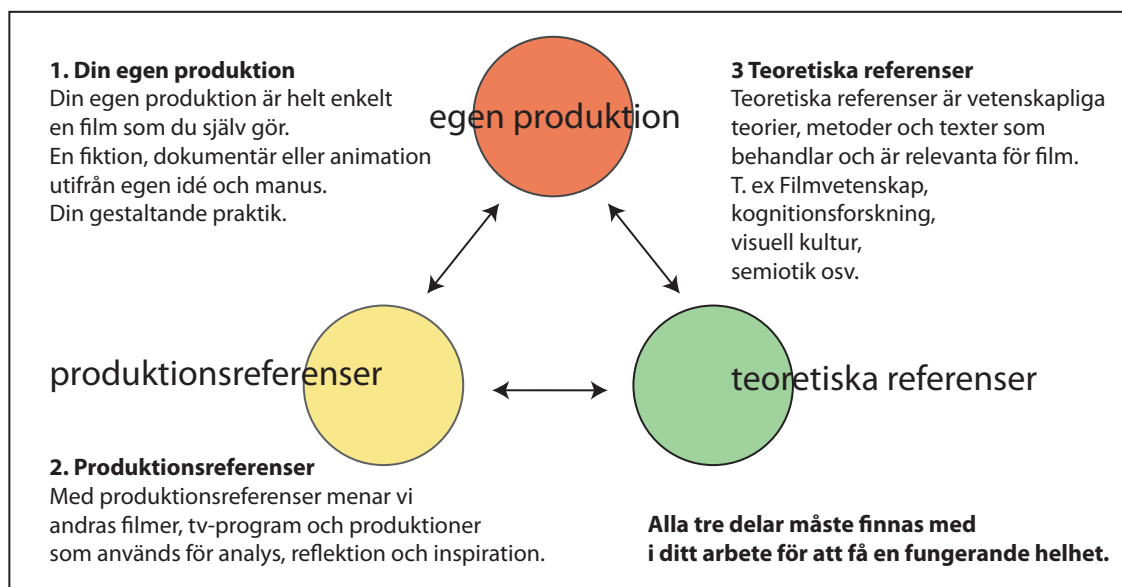 1. Din egen produktion
Din egen produktion är helt enkelt
en film som du själv gör.
En fiktion, dokumentär eller animation
utifrån egen idé och manus.
Din gestaltande praktik.
egen produktion
3 Teoretiska referenser
Teoretiska referenser är vetenskapliga
teorier, metoder och texter som
behandlar och är relevanta för film.
T. ex Filmvetenskap,
kognitionsforskning,
visuell kultur,
semiotik osv.
produktionsreferenser
teoretiska referenser
2. Produktionsreferenser
Med produktionsreferenser menar vi
andras filmer, tv-program och produktioner
som används för analys, reflektion och inspiration.
Alla tre delar måste finnas med
i ditt arbete för att få en fungerande helhet.